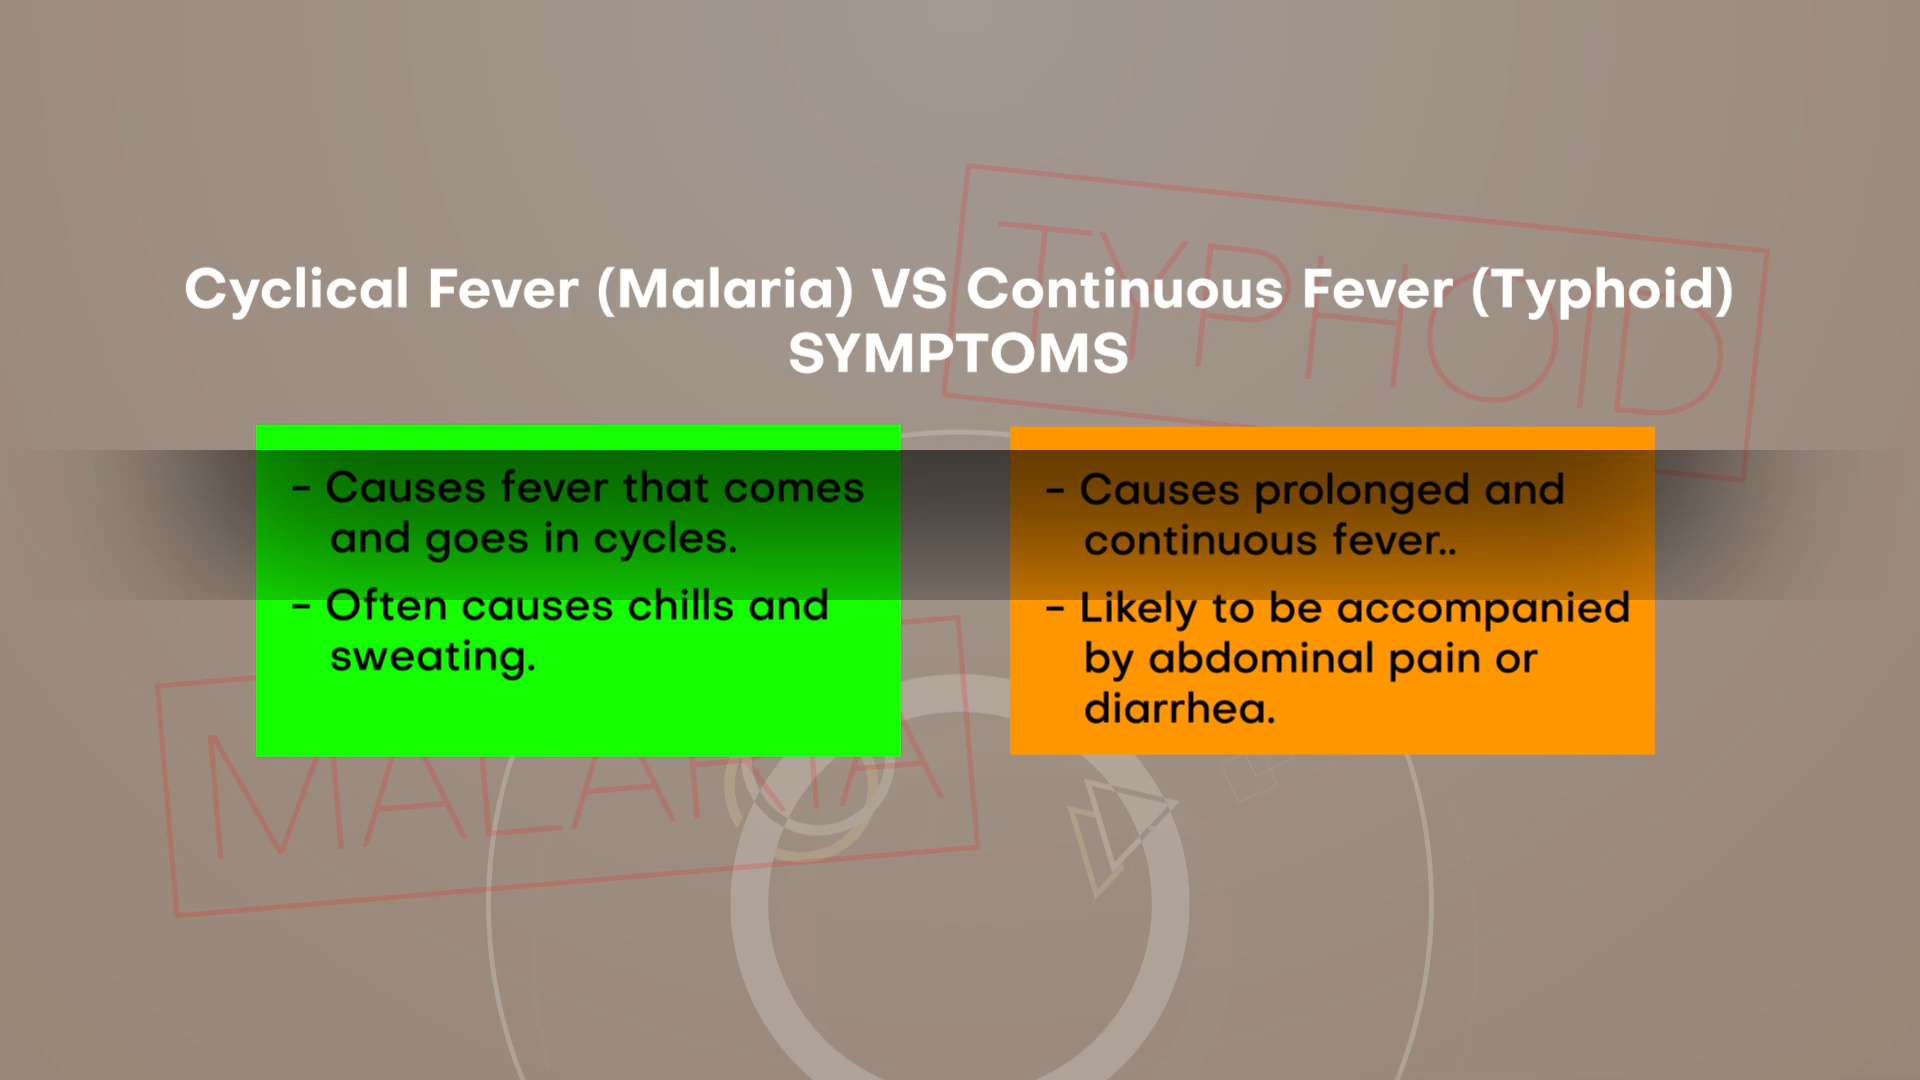 TYPHOID
Cyclical Fever (Malaria) VS Continuous Fever (Typhoid)
SYMPTOMS
- Causes fever that comes
and goes in cycles.
- Often causes chills and
sweating.
- Causes prolonged and
continuous fever..
- Likely to be accompanied
by abdominal pain or
diarrhea.
MALARIA